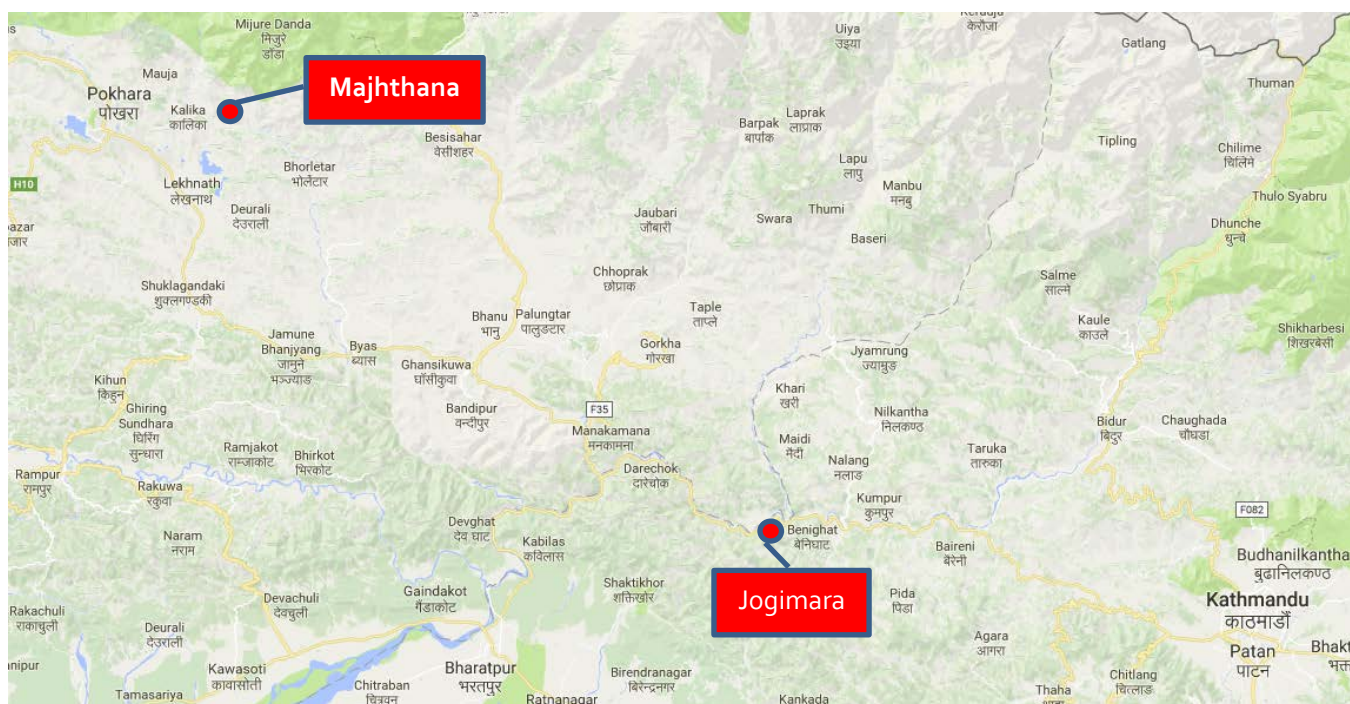 Mijure Danda
मिजुरे
डाँडा
Uiya
उइया
केरौजा
Gatlang
Mauja
Pokhara
पोखरा
Kalika
कालिका
Majhthana
Thuman
Besisahar
वेसीशहर
Barpak
बार्पाक
Laprak
लाप्राक
Tipling
Chilime
चिलिमे
Bhorletar
भोर्लेटार
Lapu
लापु
H10
Lekhnath
लेखनाथ
Manbu
मनबु
Thulo Syabru
Deurali
देउराली
Jaubari
जौंबारी
Swara
Thumi
Baseri
Dhunche
धुन्चे
Shuklagandaki
शुक्लागण्डकी
Chhoprak
छोप्राक
Salme
साल्मे
Taple
ताप्ले
Bhanu
भानु
Palungtar
पालुङटार
Kaule
काउले
Shikharbesi
शिखरबेसी
Jamune
Bhanjyang
जामुने
भञ्ज्याङ
Byas
ब्यास
Gorkha
गोरखा
Jyamrung
ज्यामृुङ
Ghansikuwa
घाँसीकुवा
Kihun
किहुन
Khari
खरी
Bandipur
वन्दीपुर
F35
Nilkantha
निलकण्ठ
Ghiring
Sundhara
घिरिंग
सुन्धारा
Bidur
बिदुर
Chaughada
चौघडा
Manakamana
मनकामना
Maidi
मैदी
Ramjakot
राम्जाकोट
Bhirkot
भिरकोट
Taruka
तारुका
Nalang
नलाङ
Darechok
दारेचोक
Rampur
रामपुर
Rakuwa
रकुवा
Kumpur
कुमपुर
F082
Devghat
देव घाट
Benighat
बेनिघाट
Naram
नराम
Kabilas
कविलास
Baireni
बैरेनी
Budhanilkantha
बुढानिलकण्ठ
Shaktikhor
शक्तिखोर
Jogimara
Gaindakot
गैंडाकोट
Devachuli
देवचुली
Pida
पिडा
Kathmandu
काठमाडौँ
Rakachuli
राकाचुली
Deurali
देउराली
Agara
आगरा
Patan
पाटन
Bharatpur
भरतपुर
Kawasoti
कावासोती
Birendranagar
बिरेन्द्रनगर
Chitlang
चित्लाङ
Chitraban
चित्रवन
Tamasariya
Ratnanagar
Kankada
Thaha